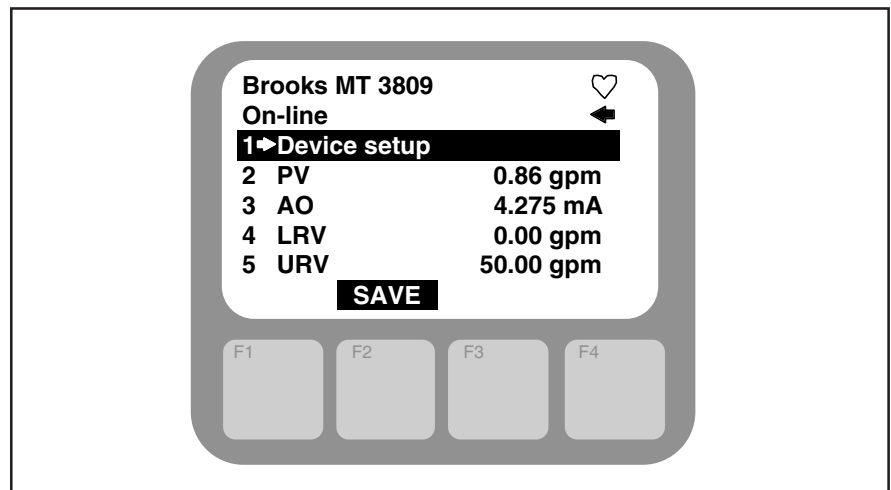 Brooks MT 3809
On-line
1 Device setup
2 PV 0.86 gpm
3 AO 4.275 mA
4 LRV 0.00 gpm
5 URV 50.00 gpm
SAVE
F1 F2 F3 F4